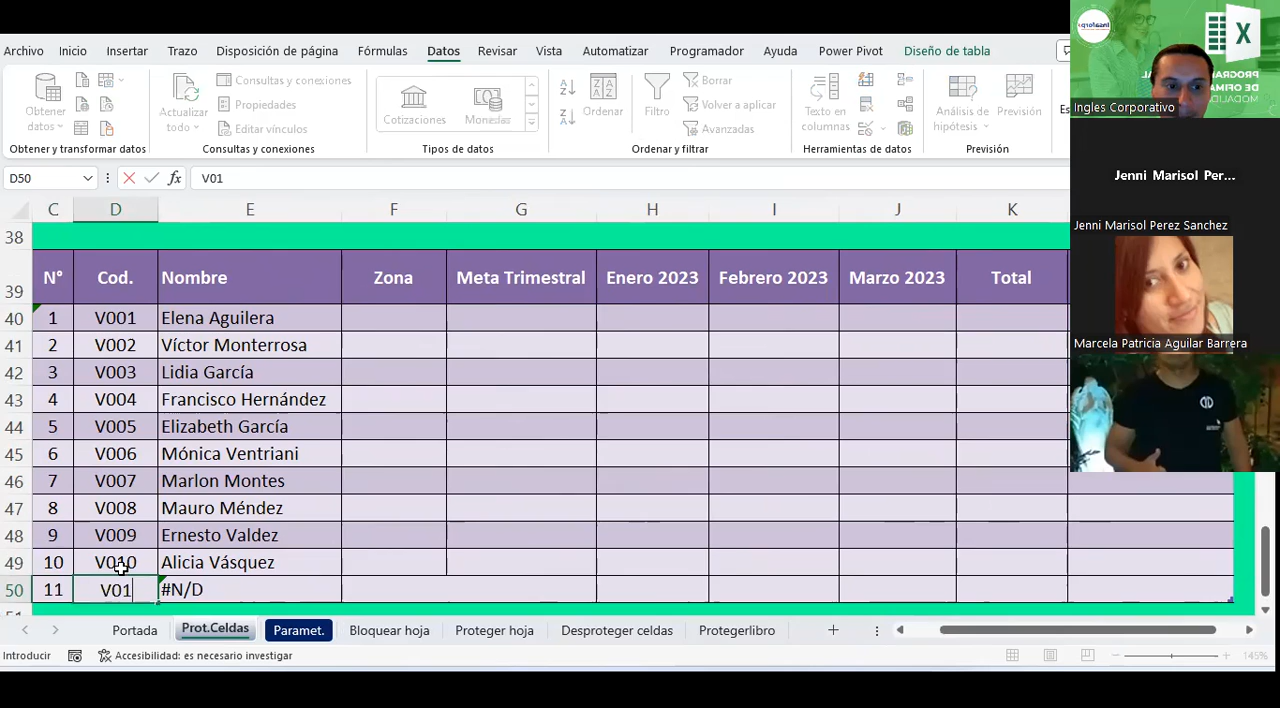 Archivo Inicio Insertar Trazo Disposición de página Fórmulas Datos Revisar Vista Automatizar Programador Ayuda Power Pivot Diseño de tabla
Obtener datos
Actualizar todo
Consultas y conexiones
Propiedades
Editar vínculos
Cotizaciones
Monedas
Ordenar
Filtro
Borrar
Volver a aplicar
Avanzadas
Texto en columnas
Análisis de hipótesis
Previsión
Obtener y transformar datos
Consultas y conexiones
Tipos de datos
Ordenar y filtrar
Herramientas de datos
Previsión
D50
fx
V01
C D E F G H I J K
38
39 N° Cod. Nombre Zona Meta Trimestral Enero 2023 Febrero 2023 Marzo 2023 Total
40 1 V001 Elena Aguilera
41 2 V002 Víctor Monterrosa
42 3 V003 Lidia García
43 4 V004 Francisco Hernández
44 5 V005 Elizabeth García
45 6 V006 Mónica Ventriani
46 7 V007 Marlon Montes
47 8 V008 Mauro Méndez
48 9 V009 Ernesto Valdez
49 10 V010 Alicia Vásquez
50 11 V01 #N/D
Portada Prot.Celdas Paramet. Bloquear hoja Proteger hoja Desproteger celdas Protegerlibro
Introducir
Accesibilidad: es necesario investigar
145%
X
Ingles Corporativo
Jenni Marisol Per...
Jenni Marisol Perez Sanchez
Marcela Patricia Aguilar Barrera